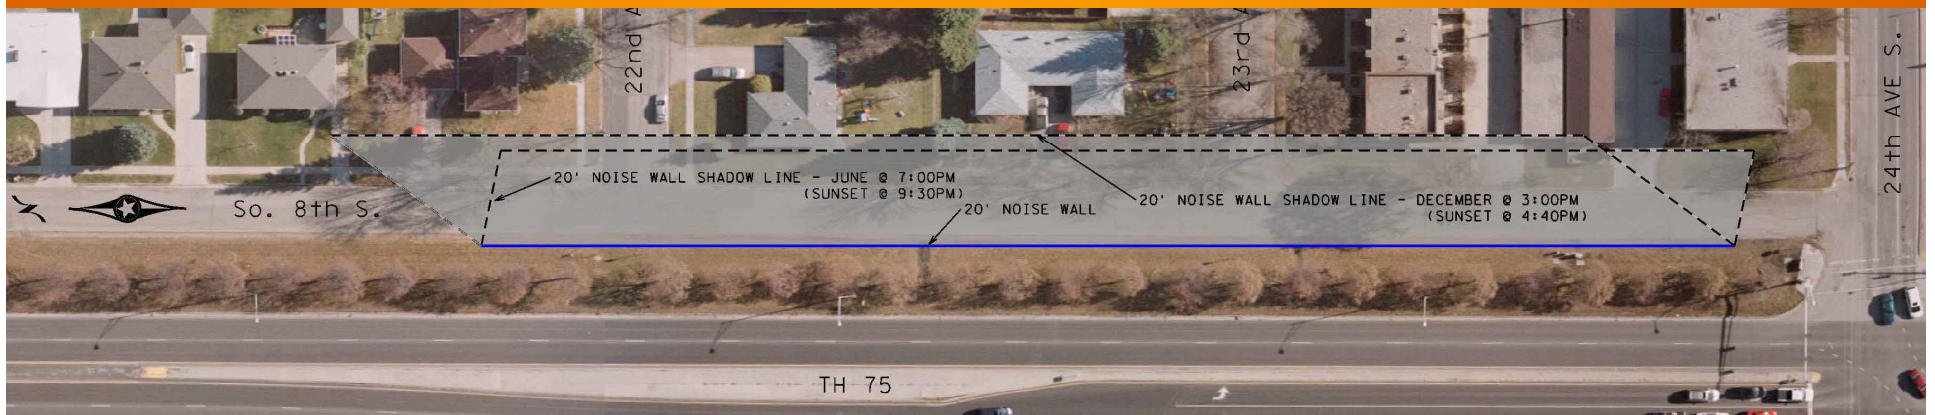 22nd A
23rd A
24th AVE S.
So. 8th S.
20' NOISE WALL SHADOW LINE - JUNE @ 7:00PM
(SUNSET @ 9:30PM)
20' NOISE WALL
20' NOISE WALL SHADOW LINE - DECEMBER @ 3:00PM
(SUNSET @ 4:40PM)
TH 75